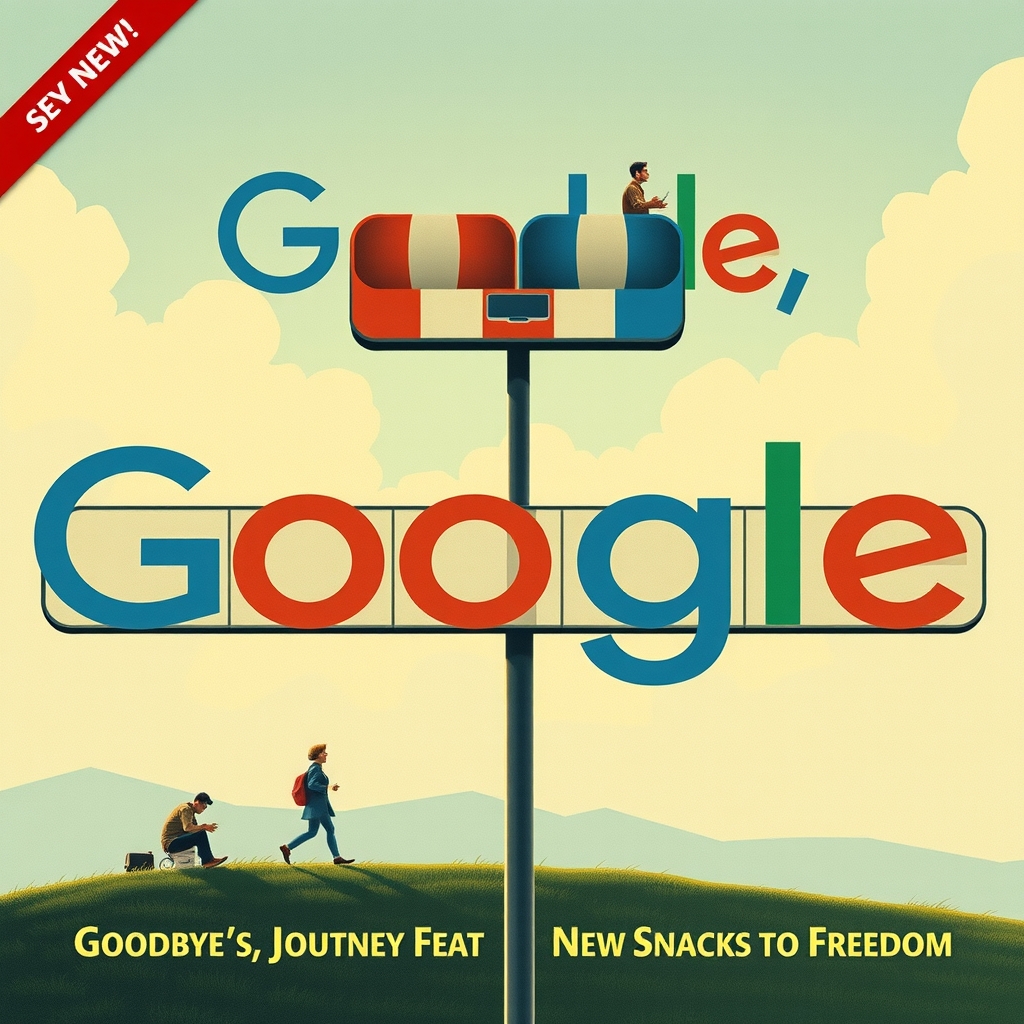 SEY NEW!
G le,
Google
GOODBYE'S, JOUTNEY FEAT
NEW SNACKS TO FREEDOM